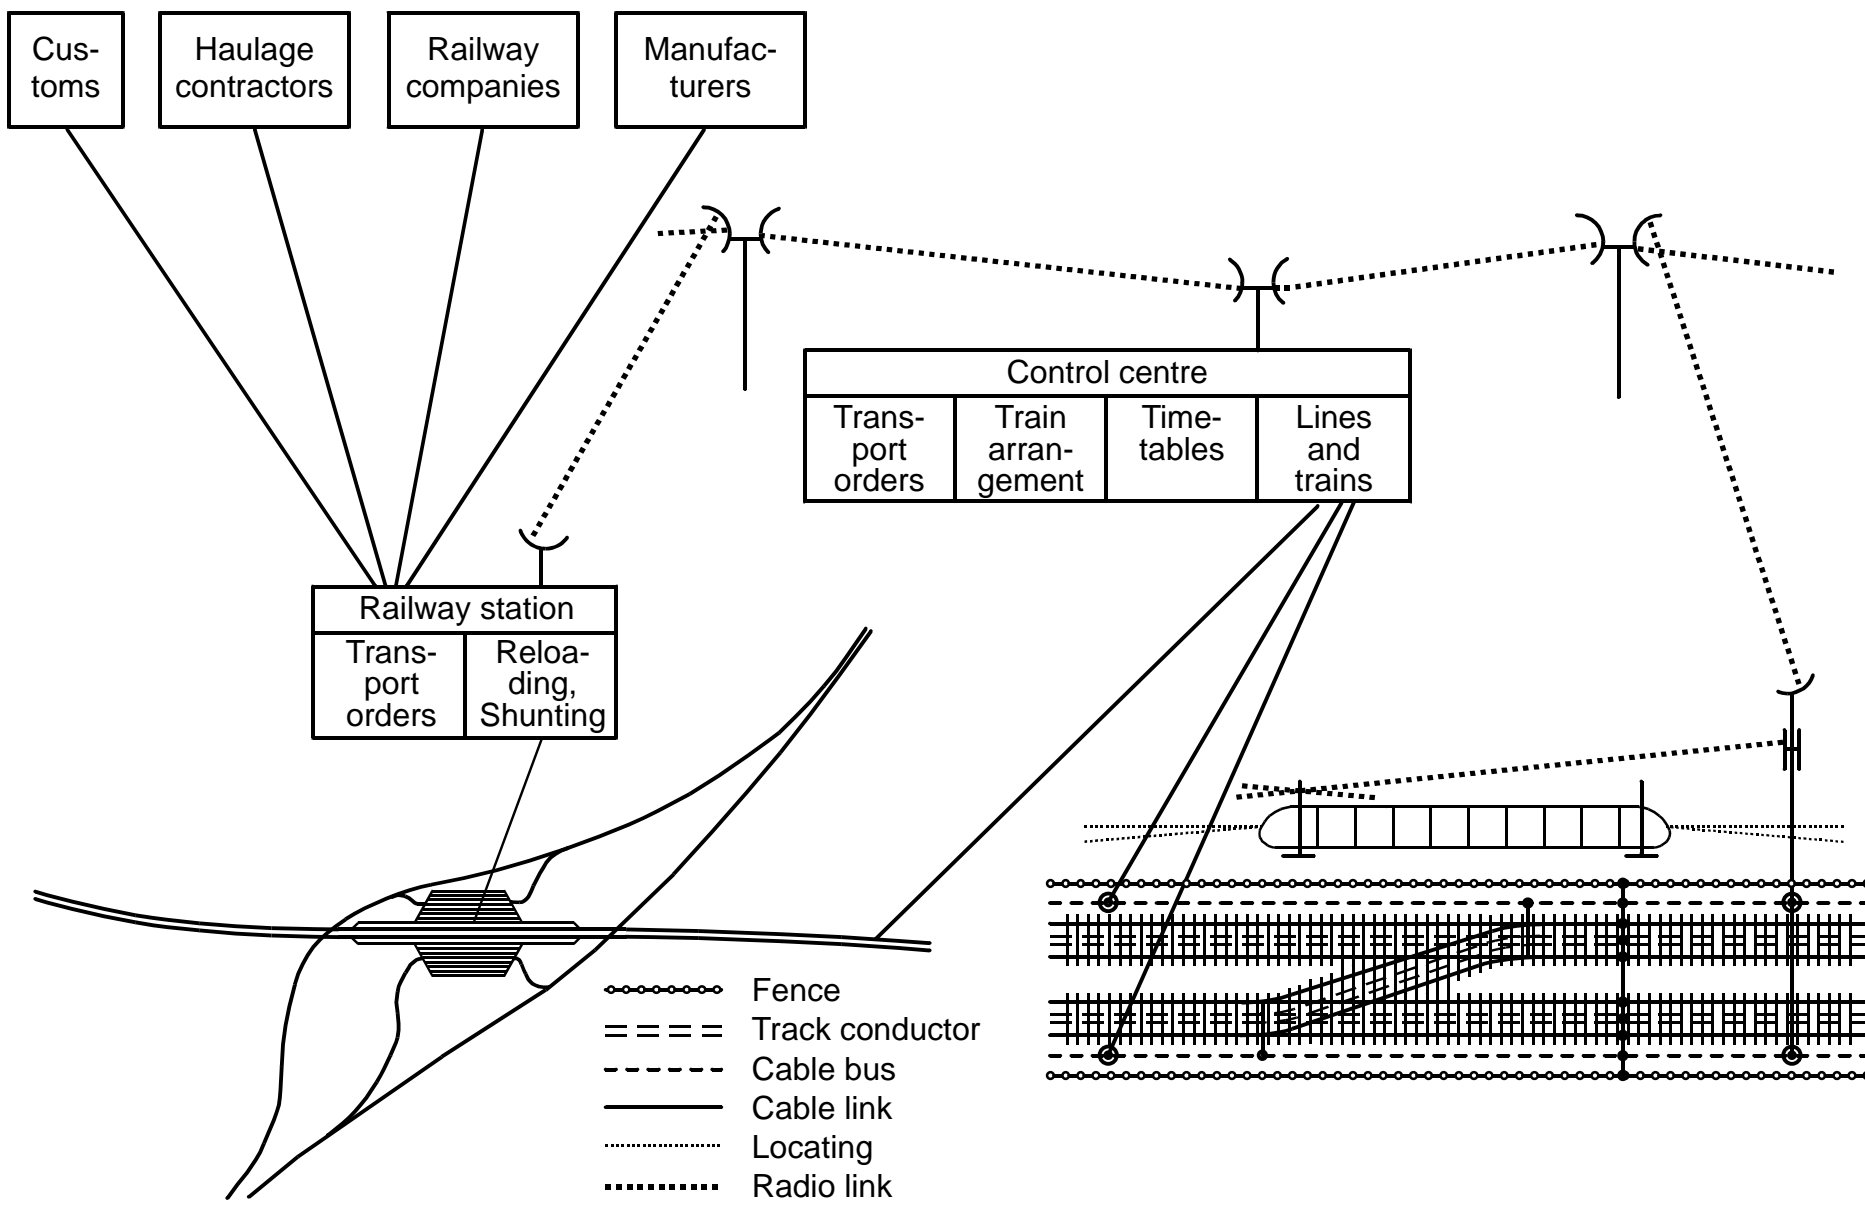 Cus-
toms
Haulage
contractors
Railway
companies
Manufac-
turers
Control centre
Trans-
port
orders
Train
arran-
gement
Time-
tables
Lines
and
trains
Railway station
Trans-
port
orders
Reloa-
ding,
Shunting
Fence
Track conductor
Cable bus
Cable link
Locating
Radio link